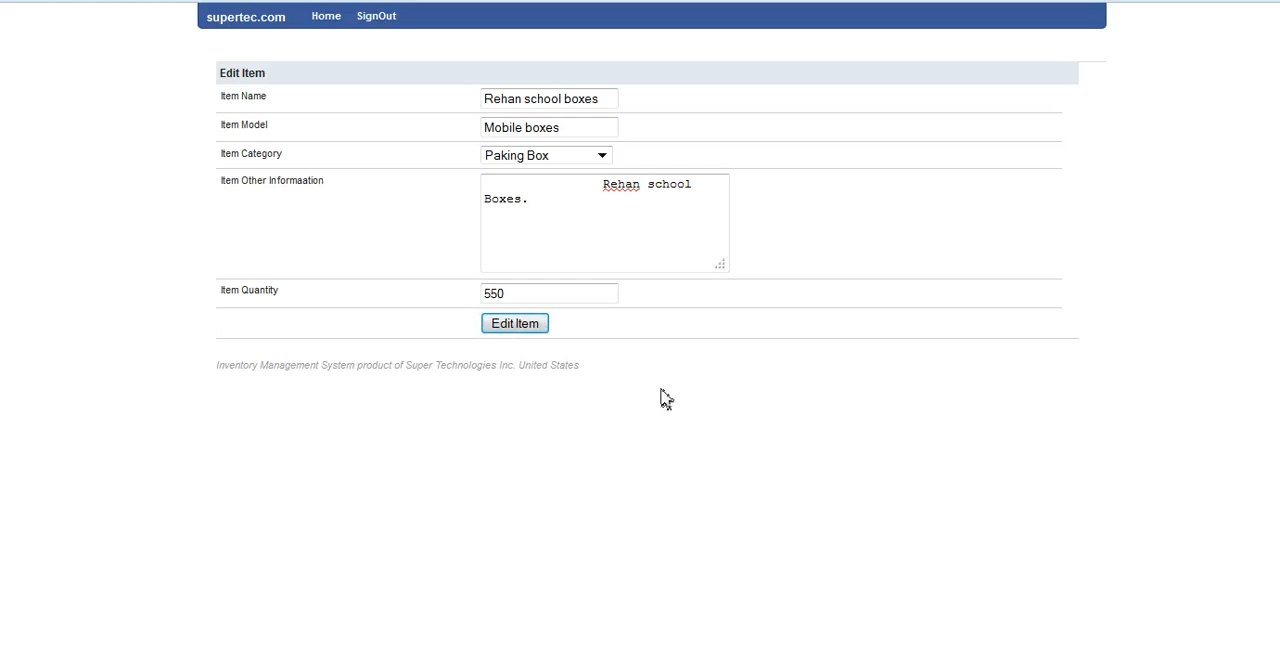 supertec.com Home SignOut
Edit Item
Item Name Rehan school boxes
Item Model Mobile boxes
Item Category Paking Box
Item Other Informaation Rehan school
Boxes.
Item Quantity 550
Edit Item
Inventory Management System product of Super Technologies Inc. United States